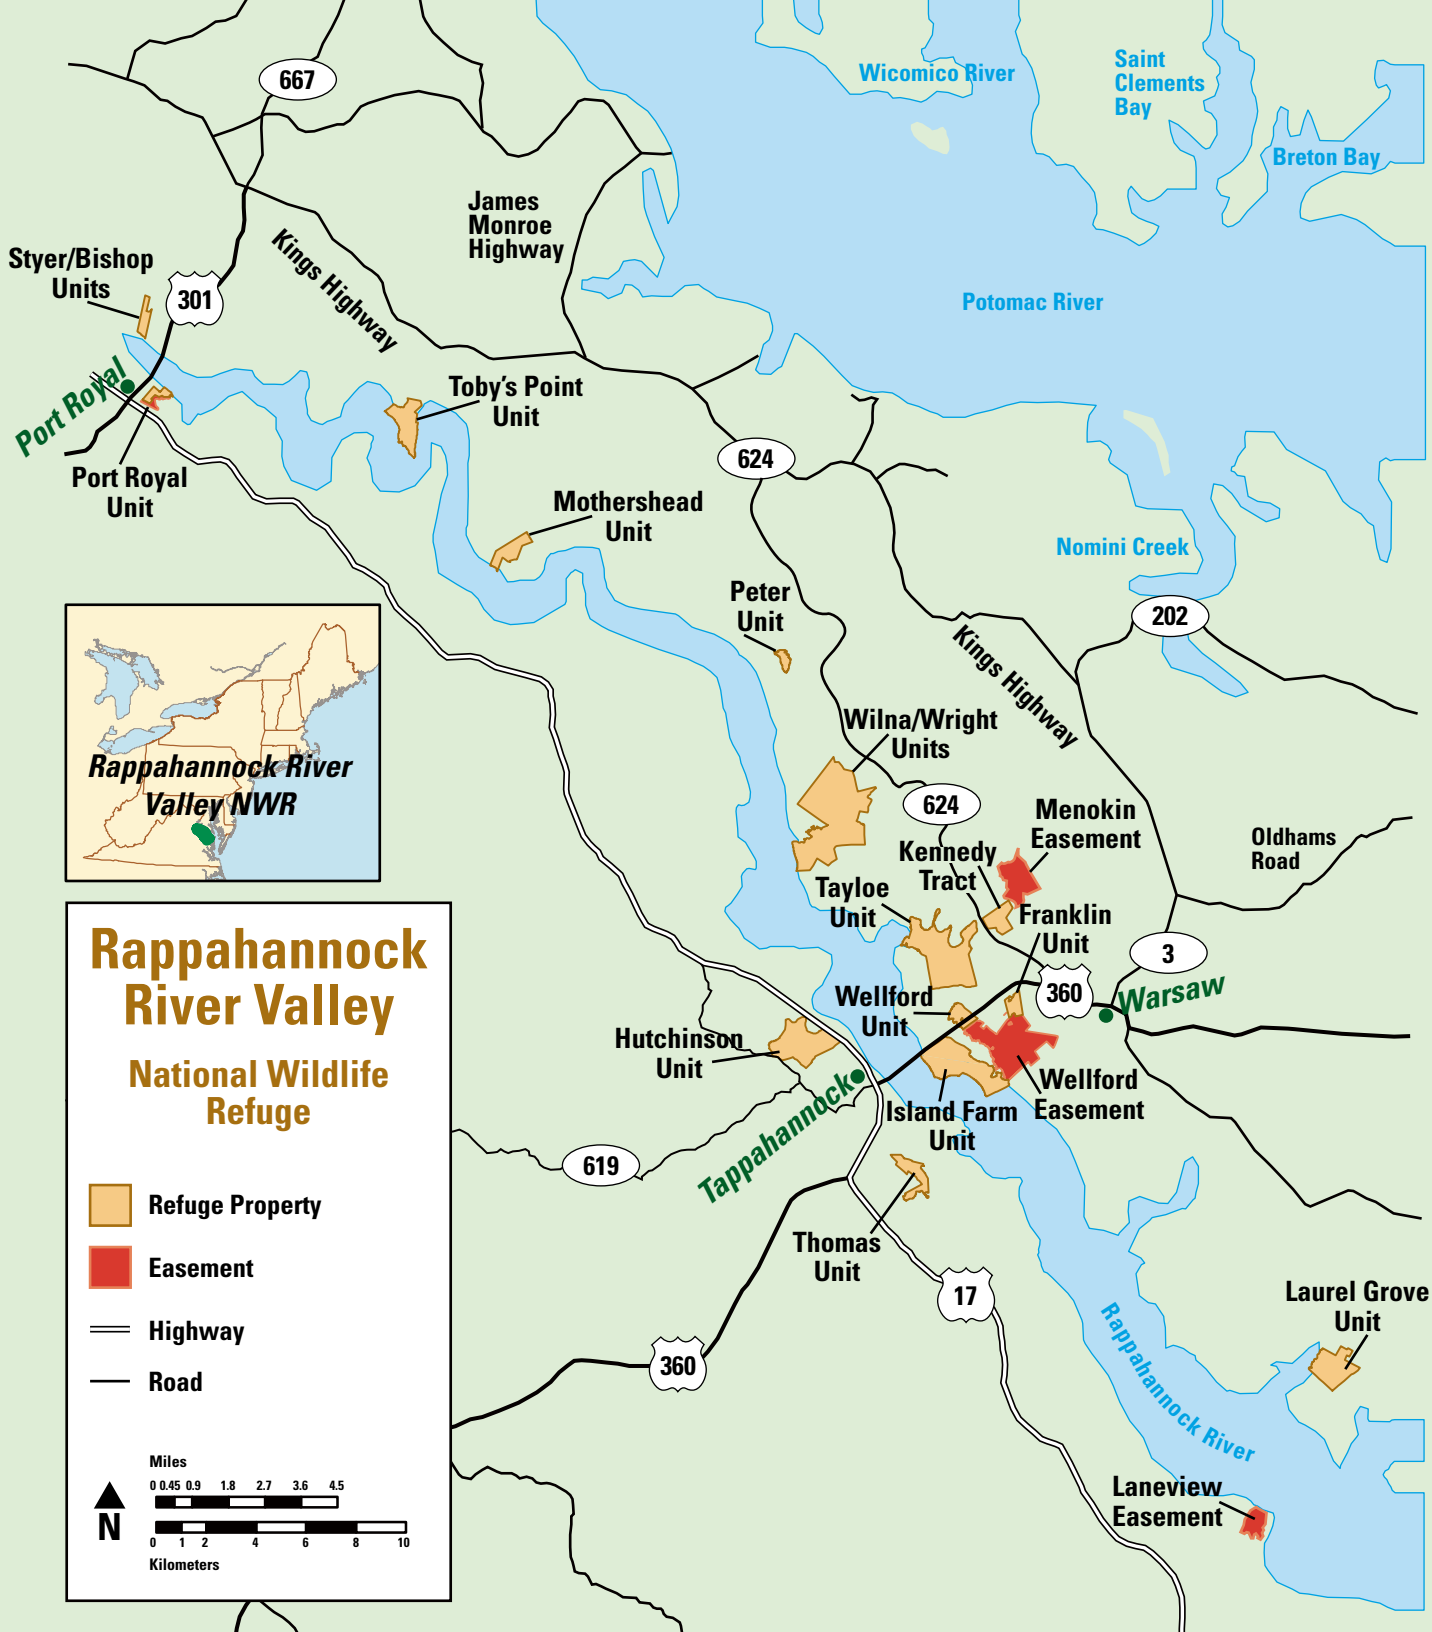 Wicomico River
Saint
Clements
Bay
Breton Bay
667
James
Monroe
Highway
Styer/Bishop
Units
301
Kings Highway
Potomac River
Port Royal
Toby's Point
Unit
Port Royal
Unit
624
Mothershead
Unit
Nomini Creek
Peter
Unit
202
Kings Highway
Rappahannock River
Valley NWR
Wilna/Wright
Units
624
Menokin
Easement
Oldhams
Road
Kennedy
Tract
Tayloe
Unit
Franklin
Unit
3
360
Warsaw
Wellford
Unit
Hutchinson
Unit
Wellford
Easement
Island Farm
Unit
Tappahannock
619
Thomas
Unit
17
Laurel Grove
Unit
360
Rappahannock River
Laneview
Easement
Rappahannock
River Valley
National Wildlife
Refuge
Refuge Property
Easement
Highway
Road
Miles
0 0.45 0.9 1.8 2.7 3.6 4.5
N
0 1 2 4 6 8 10
Kilometers